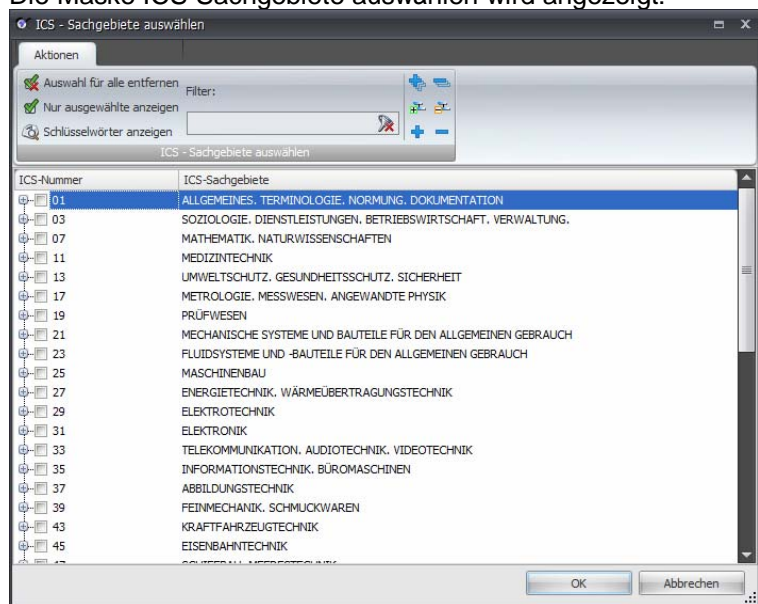 Die Maske ICS Sachgebiete auswählen wird angezeigt.
ICS - Sachgebiete auswählen
Aktionen
Auswahl für alle entfernen
Filter:
Nur ausgewählte anzeigen
Schlüsselwörter anzeigen
ICS - Sachgebiete auswählen
ICS-Nummer ICS-Sachgebiete
01 ALLGEMEINES. TERMINOLOGIE. NORMUNG. DOKUMENTATION
03 SOZIOLOGIE. DIENSTLEISTUNGEN. BETRIEBSWIRTSCHAFT. VERWALTUNG.
07 MATHEMATIK. NATURWISSENSCHAFTEN
11 MEDIZINTECHNIK
13 UMWELTSCHUTZ. GESUNDHEITSSCHUTZ. SICHERHEIT
17 METROLOGIE. MESSWESEN. ANGEWANDTE PHYSIK
19 PRÜFWESEN
21 MECHANISCHE SYSTEME UND BAUTEILE FÜR DEN ALLGEMEINEN GEBRAUCH
23 FLUIDSYSTEME UND -BAUTEILE FÜR DEN ALLGEMEINEN GEBRAUCH
25 MASCHINENBAU
27 ENERGIETECHNIK. WÄRMEÜBERTRAGUNGSTECHNIK
29 ELEKTROTECHNIK
31 ELEKTRONIK
33 TELEKOMMUNIKATION. AUDIOTECHNIK. VIDEOTECHNIK
35 INFORMATIONSTECHNIK. BÜROMASCHINEN
37 ABBILDUNGSTECHNIK
39 FEINMECHANIK. SCHMUCKWAREN
43 KRAFTFAHRZEUGTECHNIK
45 EISENBAHNTECHNIK
OK Abbrechen